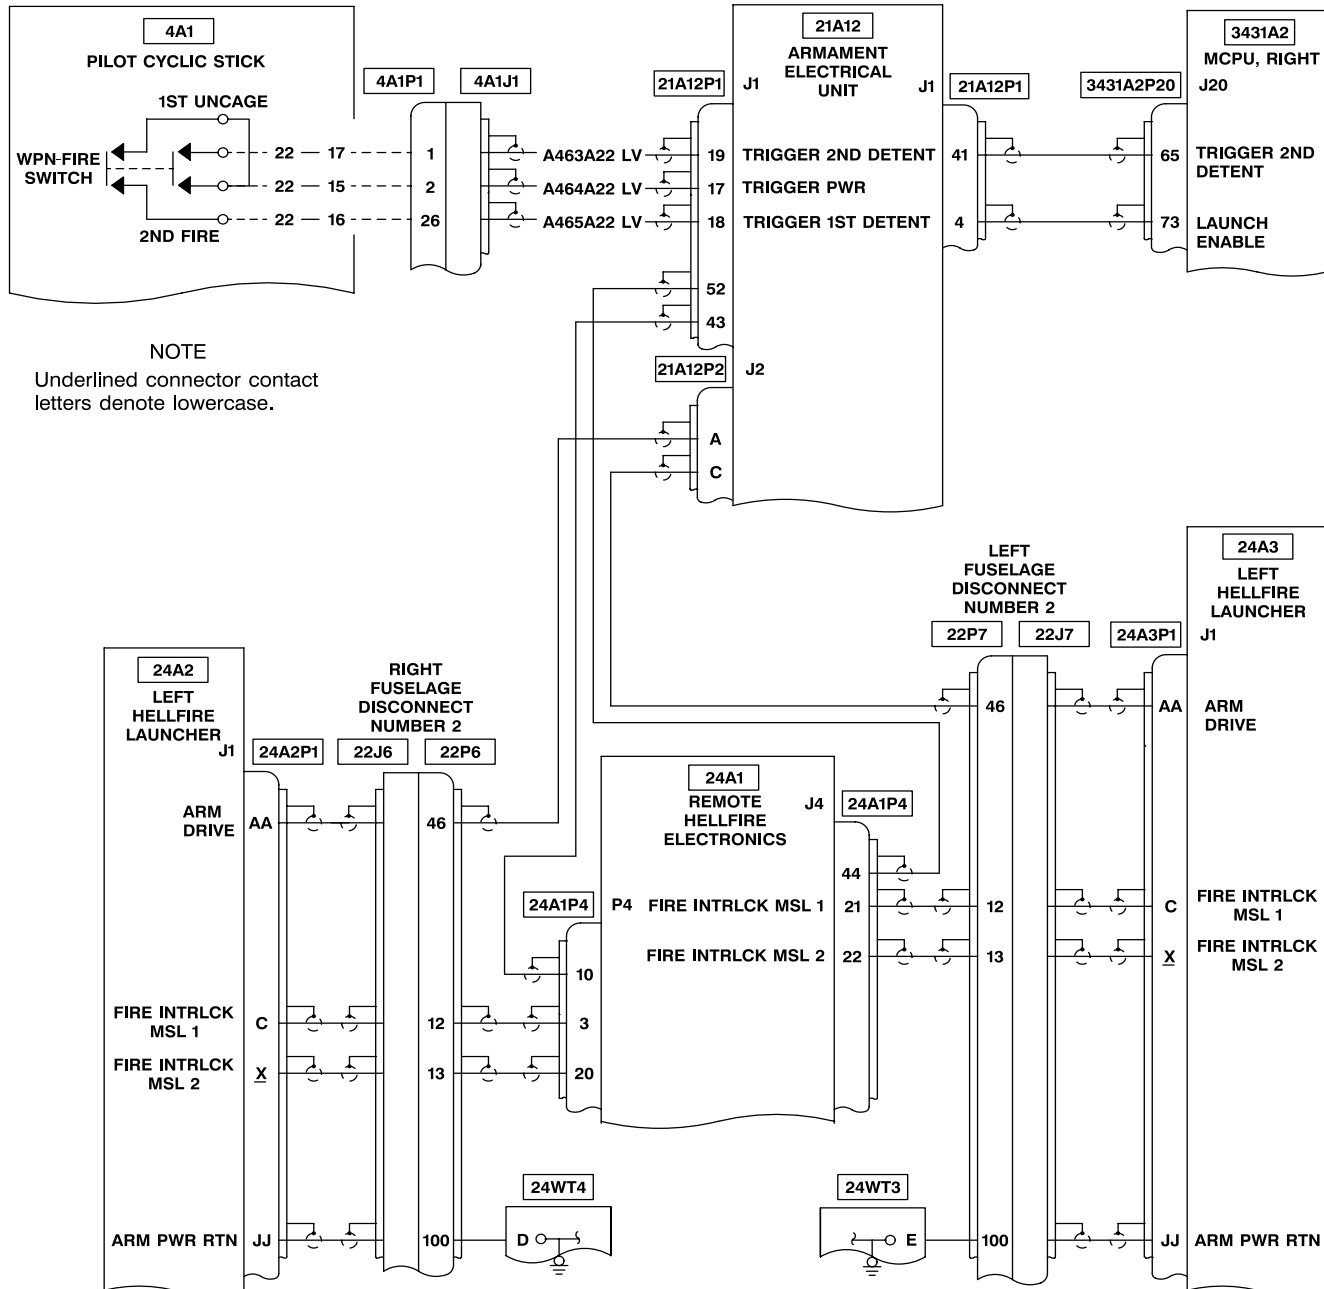 4A1
PILOT CYCLIC STICK
1ST UNCAGE
WPN-FIRE
SWITCH
22 17
22 15
22 16
2ND FIRE
4A1P1
4A1J1
1
2
26
A463A22 LV
A464A22 LV
A465A22 LV
21A12
ARMAMENT
ELECTRICAL
UNIT
21A12P1
J1
J1
21A12P1
19 TRIGGER 2ND DETENT 41
17 TRIGGER PWR
18 TRIGGER 1ST DETENT 4
52
43
21A12P2
J2
A
C
3431A2
MCPU, RIGHT
3431A2P20
J20
65 TRIGGER 2ND
DETENT
73 LAUNCH
ENABLE
NOTE
Underlined connector contact
letters denote lowercase.
24A2
LEFT
HELLFIRE
LAUNCHER
J1
24A2P1
RIGHT
FUSELAGE
DISCONNECT
NUMBER 2
22J6
22P6
ARM
DRIVE
AA
46
FIRE INTRLCK
MSL 1
C
12
FIRE INTRLCK
MSL 2
X
13
ARM PWR RTN JJ
100
24WT4
D
24A1
REMOTE
HELLFIRE
ELECTRONICS
J4
24A1P4
24A1P4
P4
44
FIRE INTRLCK MSL 1 21
FIRE INTRLCK MSL 2 22
10
3
20
24WT3
E
LEFT
FUSELAGE
DISCONNECT
NUMBER 2
22P7
22J7
46
12
13
100
24A3
LEFT
HELLFIRE
LAUNCHER
24A3P1
J1
AA ARM
DRIVE
C FIRE INTRLCK
MSL 1
X FIRE INTRLCK
MSL 2
JJ ARM PWR RTN